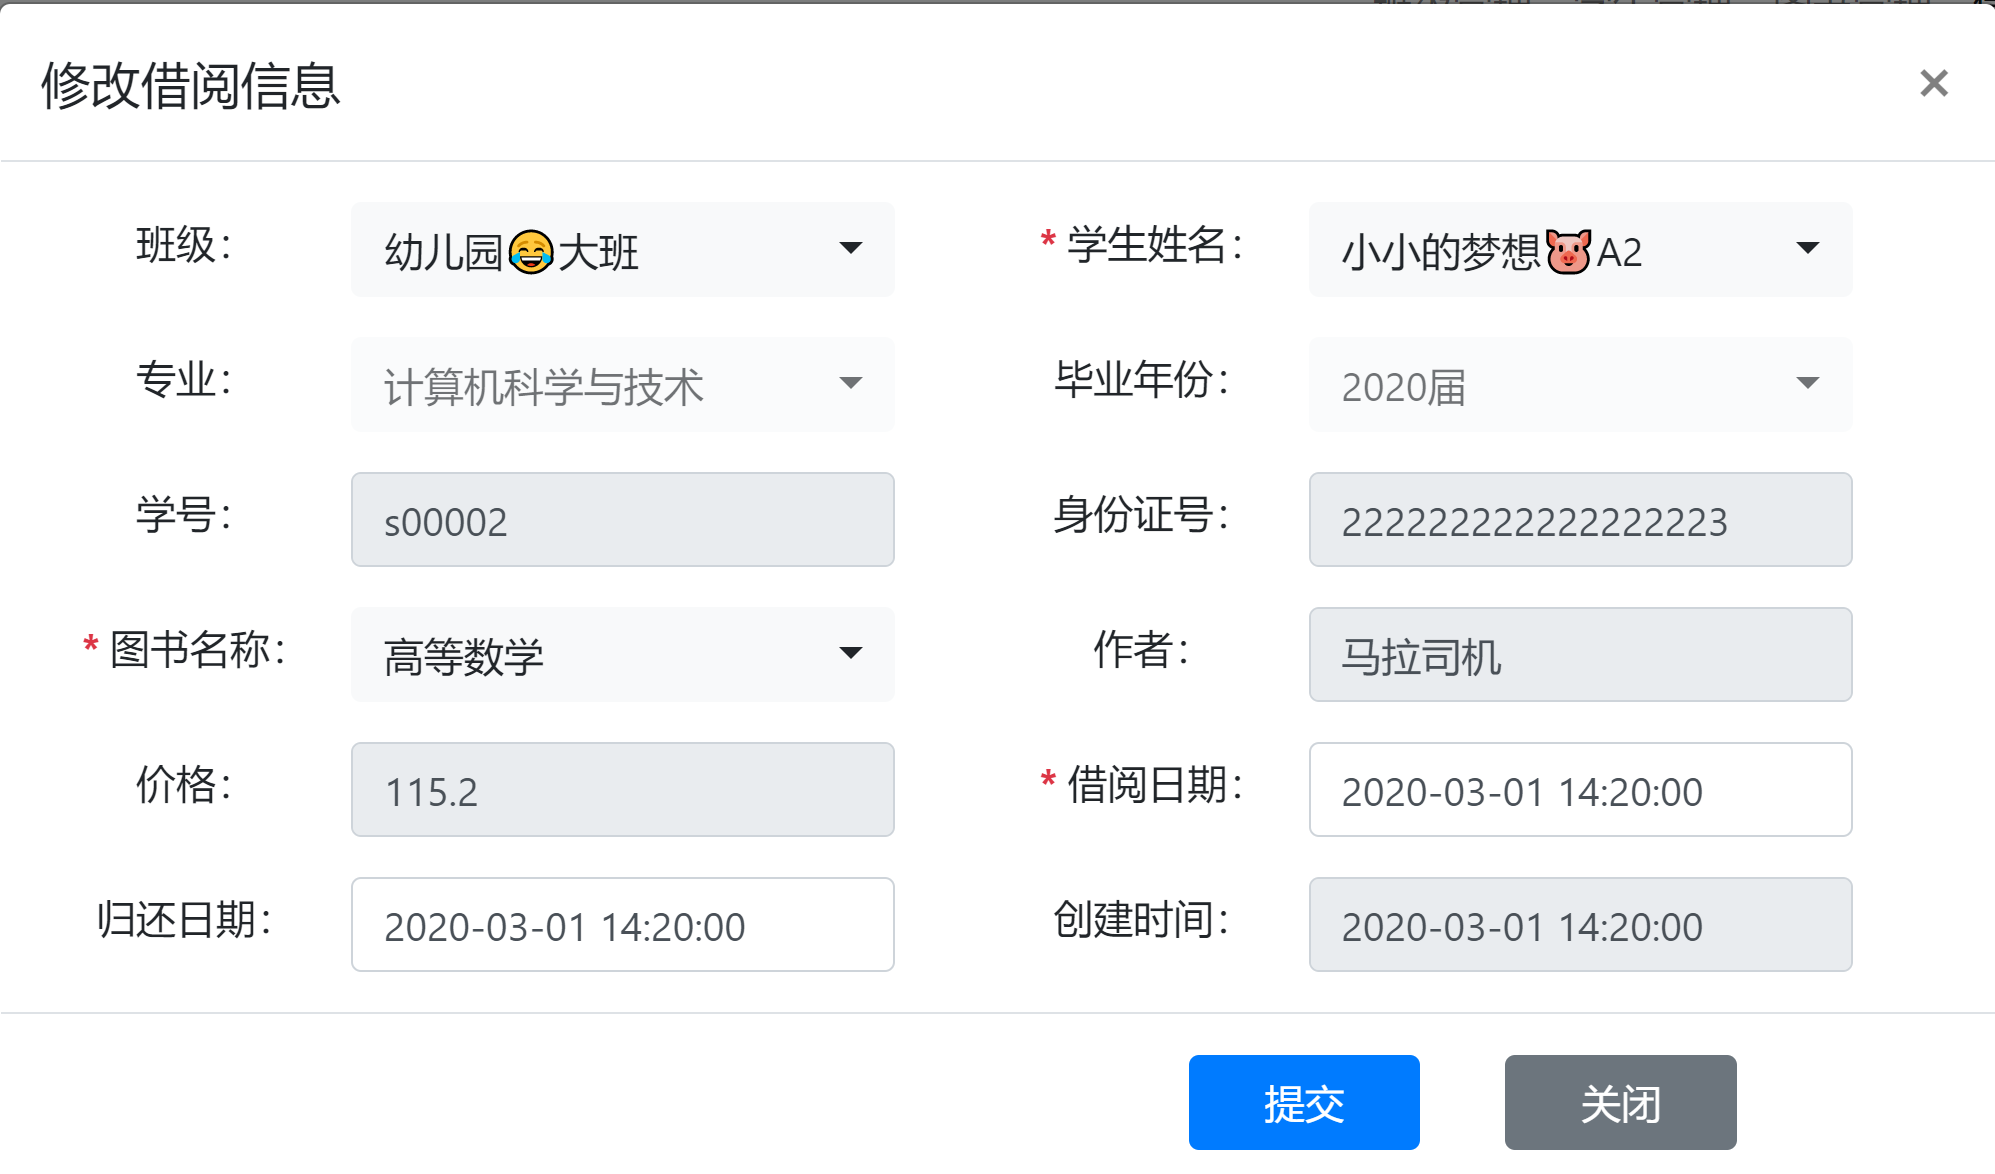 修改借阅信息 ×
班级： 幼儿园😂大班 * 学生姓名： 小小的梦想🐷A2
专业： 计算机科学与技术 毕业年份： 2020届
学号： s00002 身份证号： 222222222222222223
* 图书名称： 高等数学 作者： 马拉司机
价格： 115.2 * 借阅日期： 2020-03-01 14:20:00
归还日期： 2020-03-01 14:20:00 创建时间： 2020-03-01 14:20:00
提交 关闭